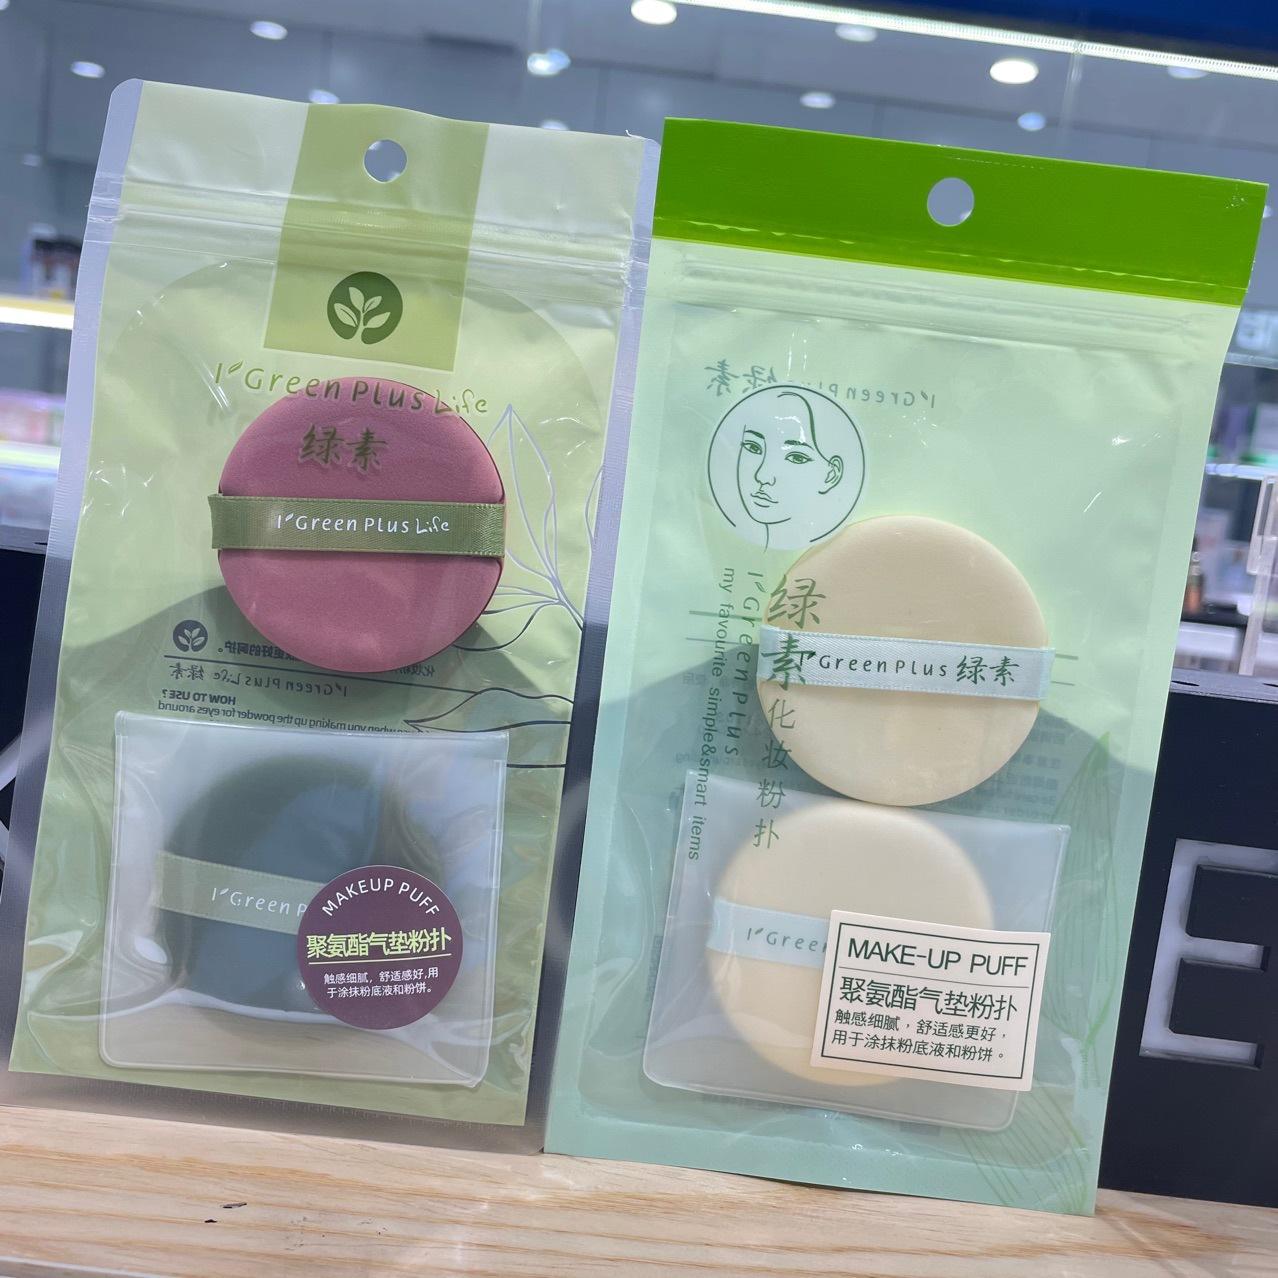 I'Green Plus Life
绿素
I'Green Plus Life
I'Green Plus Life 绿素
HOW TO USE?
I'Green P
MAKEUP PUFF
聚氨酯气垫粉扑
触感细腻，舒适感好,用
于涂抹粉底液和粉饼。
绿素 I'Green Plus
绿素化妆粉扑
I'Green Plus
my favourite simple&smart items
I'Green Plus 绿素
I'Green
MAKE-UP PUFF
聚氨酯气垫粉扑
触感细腻，舒适感更好，
用于涂抹粉底液和粉饼。
E